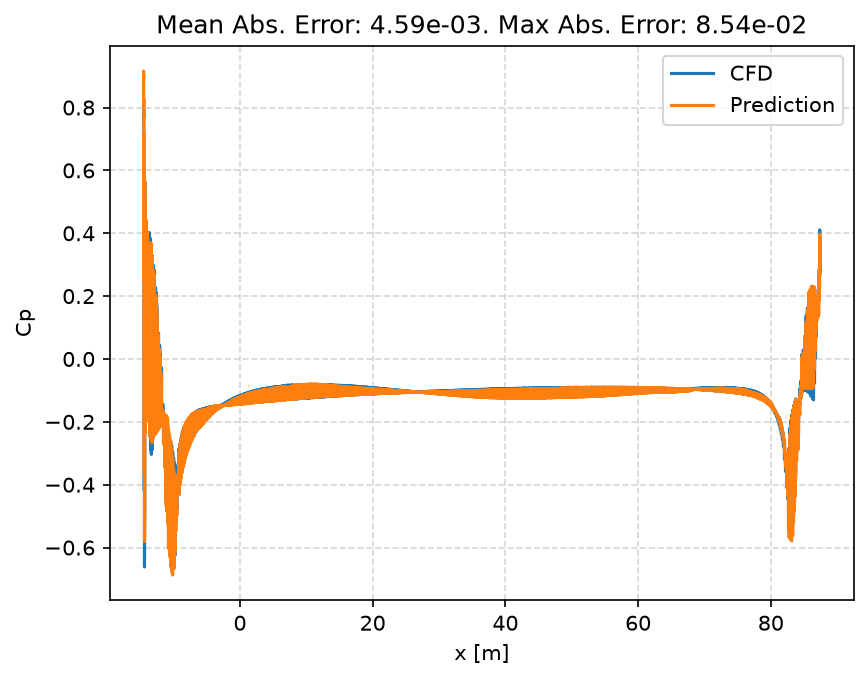 Mean Abs. Error: 4.59e-03. Max Abs. Error: 8.54e-02
CFD
Prediction
Cp
0.8
0.6
0.4
0.2
0.0
−0.2
−0.4
−0.6
0 20 40 60 80
x [m]